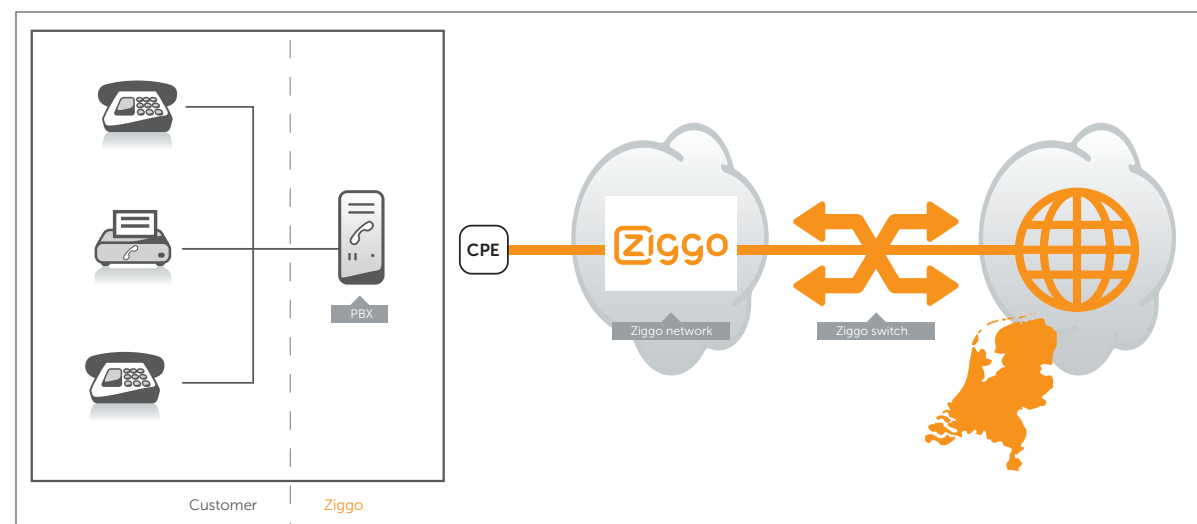 CPE
ziggo
PBX
Ziggo network
Ziggo switch
Customer
Ziggo